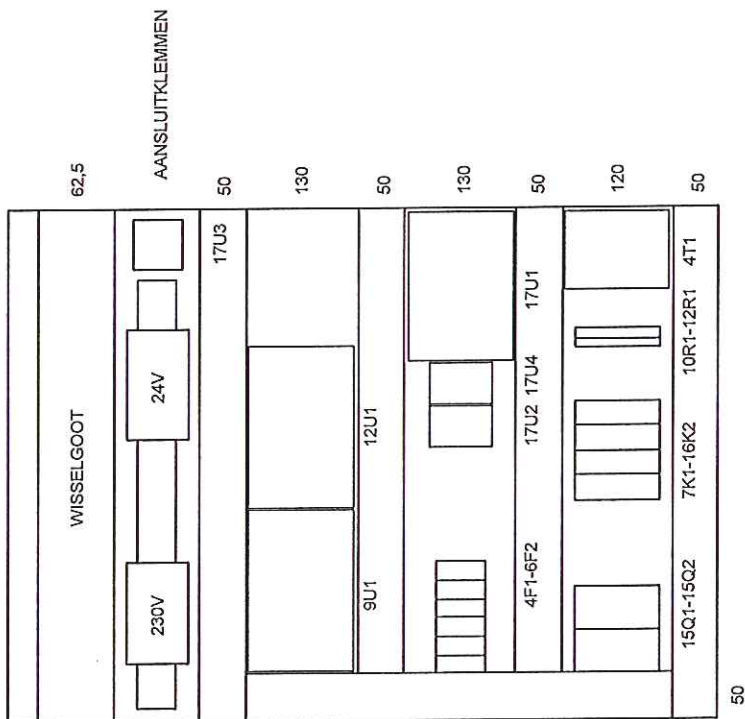 62,5
WISSELGOOT
AANSLUITKLEMMEN
230V
24V
50
17U3
130
50
9U1
12U1
130
50
4F1-6F2
17U2
17U4
17U1
120
50
15Q1-15Q2
7K1-16K2
10R1-12R1
4T1
50